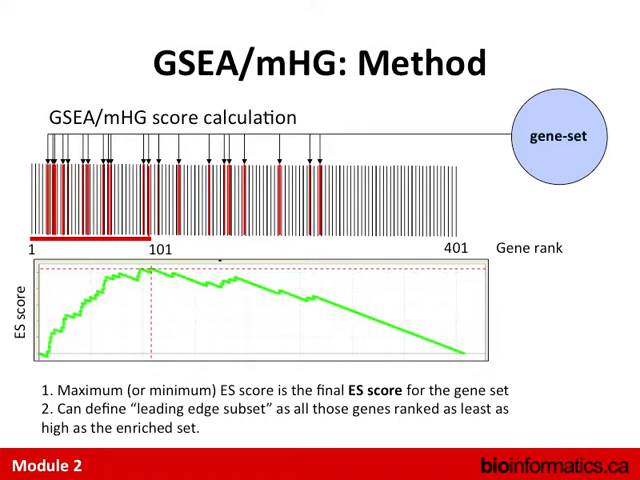 GSEA/mHG: Method
GSEA/mHG score calculation
gene-set
1
101
401
Gene rank
ES score
1. Maximum (or minimum) ES score is the final ES score for the gene set
2. Can define “leading edge subset” as all those genes ranked as least as
high as the enriched set.
Module 2
bioinformatics.ca